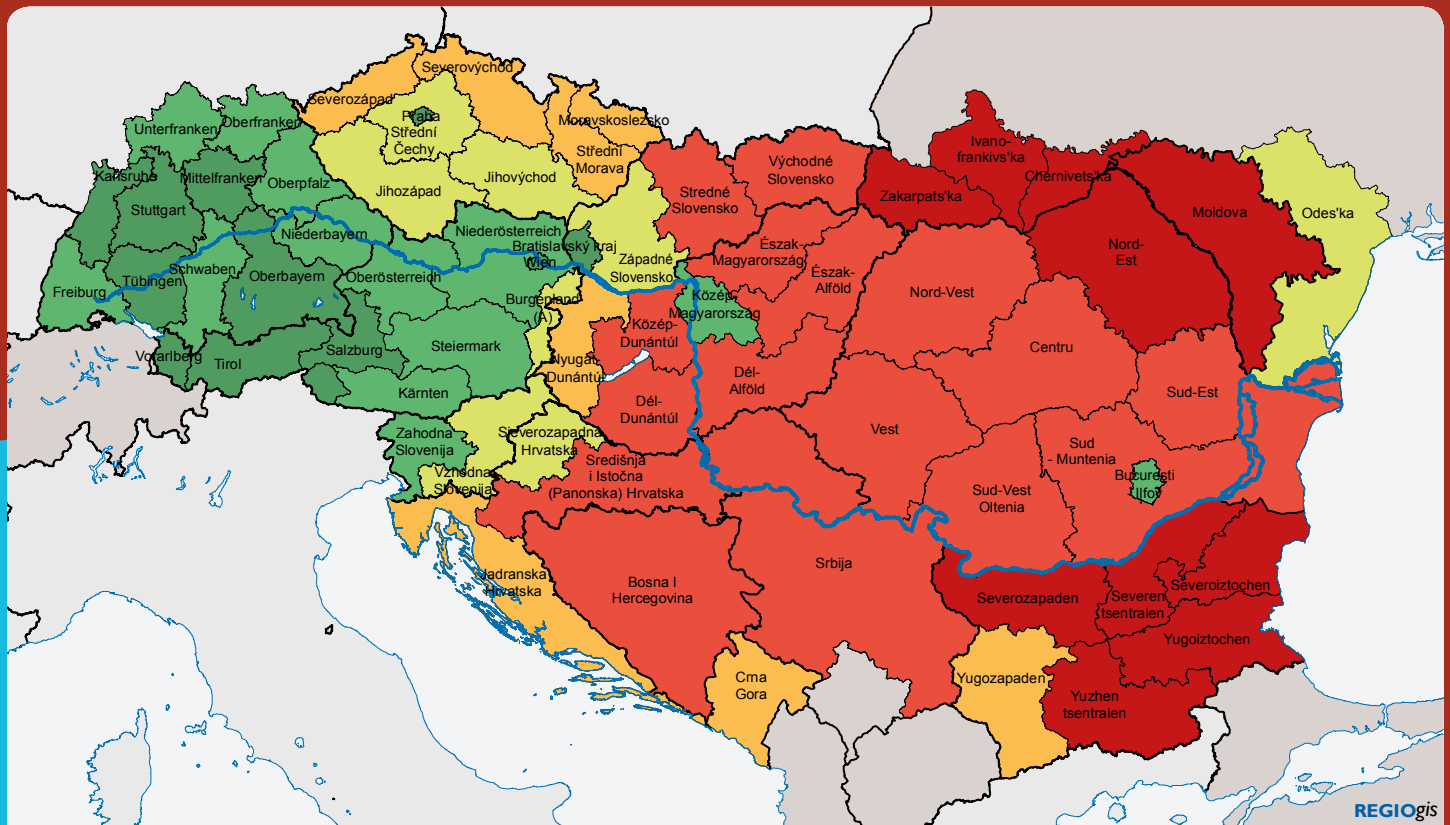 Severovýchod
Severozápad
Praha
Střední
Čechy
Moravskoslezsko
Střední
Morava
Jihozápad
Jihovýchod
Unterfranken
Oberfranken
Karlsruhe
Mittelfranken
Oberpfalz
Stuttgart
Niederbayern
Tübingen
Schwaben
Oberbayern
Freiburg
Niederösterreich
Bratislavský kraj
Wien
Oberösterreich
Burgenland
(A)
Vorarlberg
Tirol
Salzburg
Steiermark
Kärnten
Západné
Slovensko
Stredné
Slovensko
Východné
Slovensko
Észak-
Magyarország
Észak-
Alföld
Közép-
Magyarország
Közép-
Dunántúl
Nyugat-
Dunántúl
Dél-
Dunántúl
Dél-
Alföld
Zahodna
Slovenija
Vzhodna
Slovenija
Sjeverozapadna
Hrvatska
Središnja
i Istočna
(Panonska) Hrvatska
Jadranska
Hrvatska
Bosna I
Hercegovina
Crna
Gora
Srbija
Zakarpats'ka
Ivano-
frankivs'ka
Chernivets'ka
Moldova
Odes'ka
Nord-
Est
Nord-Vest
Centru
Sud-Est
Vest
Sud
- Muntenia
Bucuresti
- Ilfov
Sud-Vest
Oltenia
Severozapaden
Severen
tsentralen
Severoiztochen
Yugoiztochen
Yugozapaden
Yuzhen
tsentralen
REGIOgis